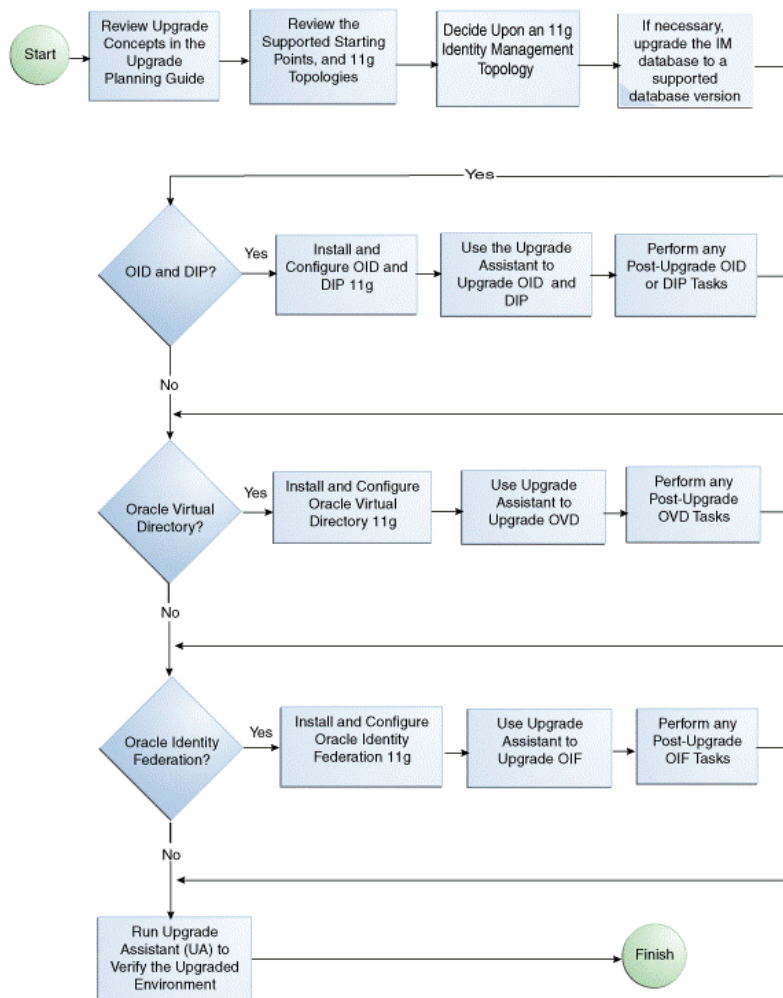 Start
Review Upgrade
Concepts in the
Upgrade
Planning Guide
Review the
Supported Starting
Points, and 11g
Topologies
Decide Upon an 11g
Identity Management
Topology
If necessary,
upgrade the IM
database to a
supported
database version
Yes
OID and DIP?
Yes
Install and
Configure OID and
DIP 11g
Use the Upgrade
Assistant to
Upgrade OID and
DIP
Perform any
Post-Upgrade OID
or DIP Tasks
No
Oracle Virtual
Directory?
Yes
Install and Configure
Oracle Virtual
Directory 11g
Use Upgrade
Assistant to
Upgrade OVD
Perform any
Post-Upgrade
OVD Tasks
No
Oracle Identity
Federation?
Yes
Install and Configure
Oracle Identity
Federation 11g
Use Upgrade
Assistant to
Upgrade OIF
Perform any
Post-Upgrade
OIF Tasks
No
Run Upgrade
Assistant (UA) to
Verify the Upgraded
Environment
Finish